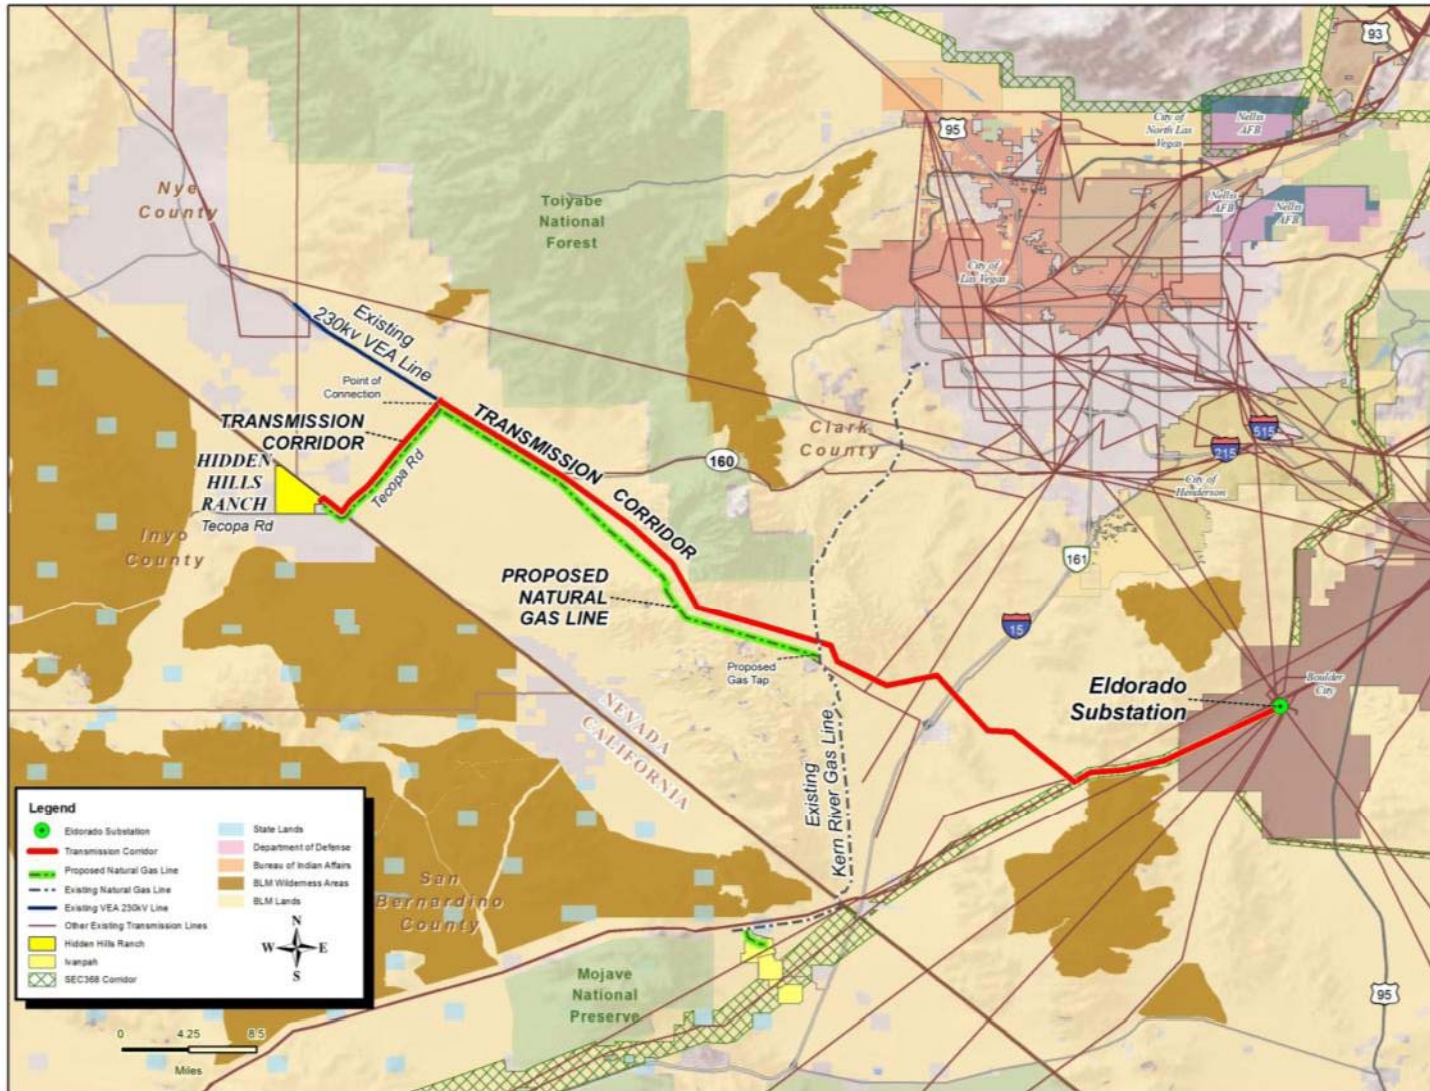 93
95
City of
North Las
Vegas
Nellis
AFB
Nye
County
Toiyabe
National
Forest
Nellis
AFB
Nellis
AFB
City of
Las Vegas
Existing
230kv VEA Line
Point of
Connection
TRANSMISSION
CORRIDOR
TRANSMISSION CORRIDOR
Clark
County
160
515
215
City of
Henderson
HIDDEN
HILLS
RANCH
Tecopa Rd
Tecopa Rd
Inyo
County
161
PROPOSED
NATURAL
GAS LINE
15
Proposed
Gas Tap
Eldorado
Substation
Boulder
City
NEVADA
CALIFORNIA
Existing
Kern River Gas Line
San
Bernardino
County
Mojave
National
Preserve
95
Legend
Eldorado Substation
Transmission Corridor
Proposed Natural Gas Line
Existing Natural Gas Line
Existing VEA 230kV Line
Other Existing Transmission Lines
Hidden Hills Ranch
Ivanpah
SEC368 Corridor
State Lands
Department of Defense
Bureau of Indian Affairs
BLM Wilderness Areas
BLM Lands
N
W E
S
0 4.25 8.5
Miles